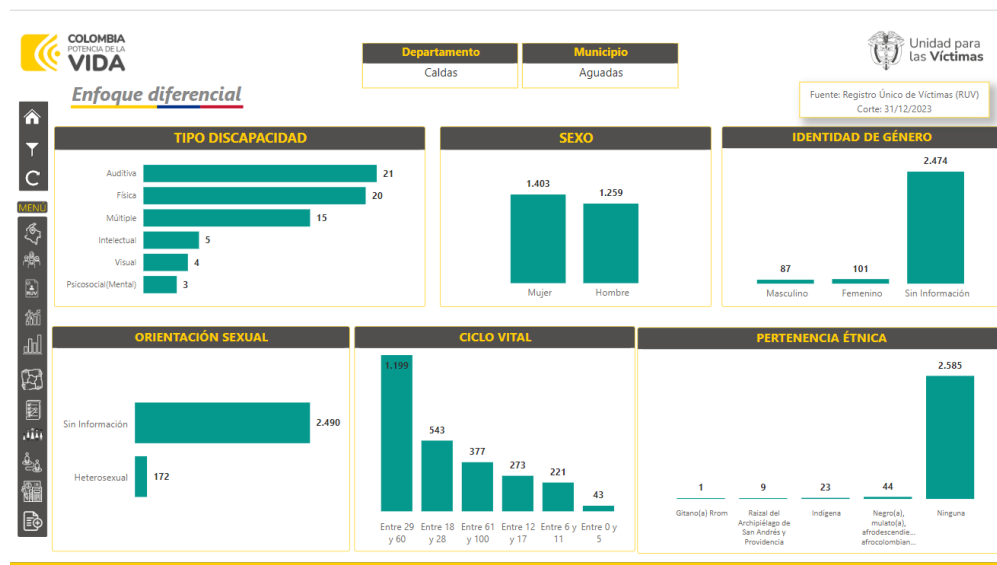 COLOMBIA
POTENCIA DE LA
VIDA
Departamento
Municipio
Caldas
Aguadas
Unidad para
las Víctimas
Enfoque diferencial
Fuente: Registro Único de Víctimas (RUV)
Corte: 31/12/2023
MENÚ
RUV
TIPO DISCAPACIDAD
Auditiva 21
Física 20
Múltiple 15
Intelectual 5
Visual 4
Psicosocial(Mental) 3
SEXO
1.403
1.259
Mujer
Hombre
IDENTIDAD DE GÉNERO
2.474
87
101
Masculino
Femenino
Sin Información
ORIENTACIÓN SEXUAL
Sin Información 2.490
Heterosexual 172
CICLO VITAL
1.199
543
377
273
221
43
Entre 29
y 60
Entre 18
y 28
Entre 61
y 100
Entre 12
y 17
Entre 6 y
11
Entre 0 y
5
PERTENENCIA ÉTNICA
2.585
1
9
23
44
Gitano(a) Rrom
Raizal del
Archipiélago de
San Andrés y
Providencia
Indígena
Negro(a),
mulato(a),
afrodescendie...
afrocolombian...
Ninguna